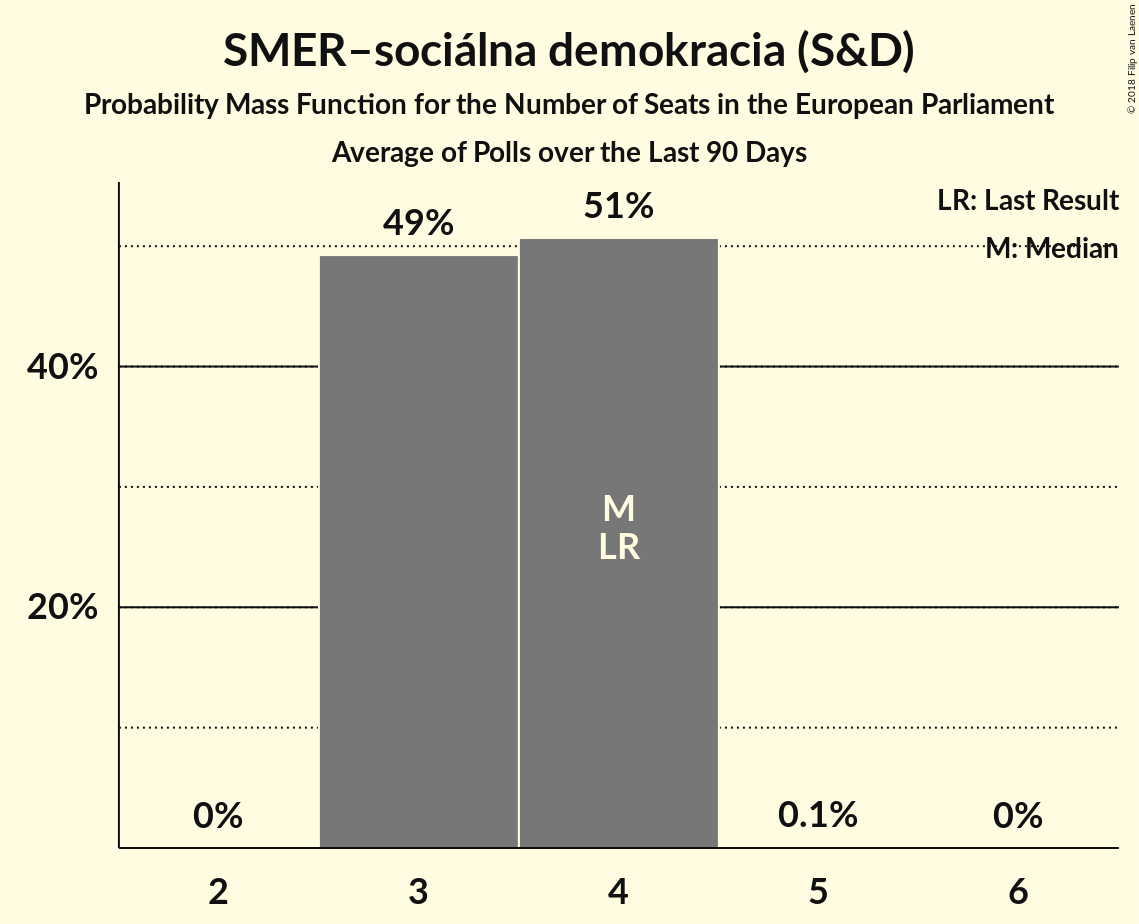 SMER–sociálna demokracia (S&D)
Probability Mass Function for the Number of Seats in the European Parliament
Average of Polls over the Last 90 Days
© 2018 Filip van Laenen
LR: Last Result
M: Median
49%
51%
40%
20%
M
LR
0%
0.1%
0%
2
3
4
5
6